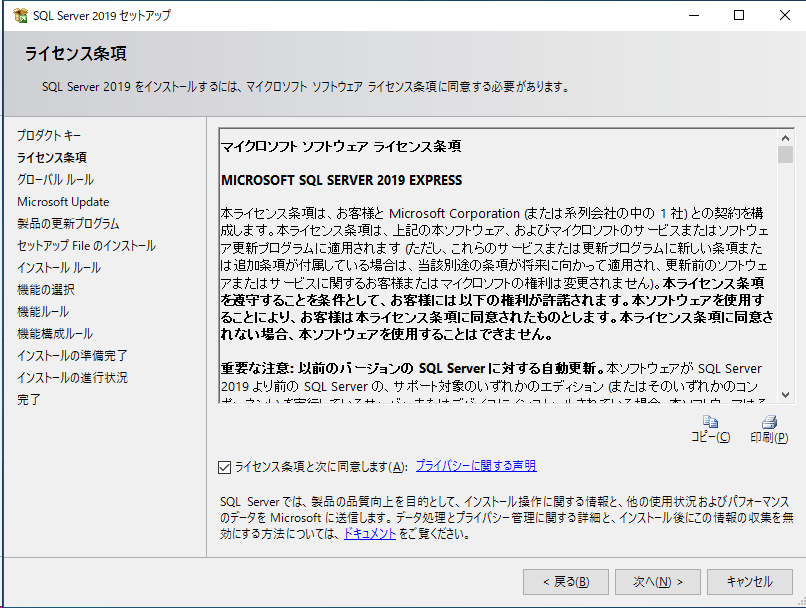 SQL Server 2019 セットアップ
ライセンス条項
SQL Server 2019 をインストールするには、マイクロソフト ソフトウェア ライセンス条項に同意する必要があります。
プロダクト キー
ライセンス条項
グローバル ルール
Microsoft Update
製品の更新プログラム
セットアップ File のインストール
インストール ルール
機能の選択
機能ルール
機能構成ルール
インストールの準備完了
インストールの進行状況
完了
マイクロソフト ソフトウェア ライセンス条項
MICROSOFT SQL SERVER 2019 EXPRESS
本ライセンス条項は、お客様と Microsoft Corporation (または系列会社の中の 1 社) との契約を構
成します。本ライセンス条項は、上記の本ソフトウェア、およびマイクロソフトのサービスまたはソフトウェ
ア更新プログラムに適用されます (ただし、これらのサービスまたは更新プログラムに新しい条項また
は追加条項が付属している場合は、当該別途の条項が将来に向かって適用され、更新前のソフトウェ
アまたはサービスに関するお客様またはマイクロソフトの権利は変更されません)。本ライセンス条項
を遵守することを条件として、お客様には以下の権利が許諾されます。本ソフトウェアを使用す
ることにより、お客様は本ライセンス条項に同意されたものとします。本ライセンス条項に同意さ
れない場合、本ソフトウェアを使用することはできません。
重要な注意: 以前のバージョンの SQL Server に対する自動更新。本ソフトウェアが SQL Server
2019 より前の SQL Server の、サポート対象のいずれかのエディション (またはそのいずれかのコン
コピー(C)
印刷(P)
ライセンス条項と次に同意します(A): プライバシーに関する声明
SQL Server では、製品の品質向上を目的として、インストール操作に関する情報と、他の使用状況およびパフォーマンス
のデータを Microsoft に送信します。データ処理とプライバシー管理に関する詳細と、インストール後にこの情報の収集を無
効にする方法については、ドキュメントをご覧ください。
< 戻る(B)
次へ(N) >
キャンセル